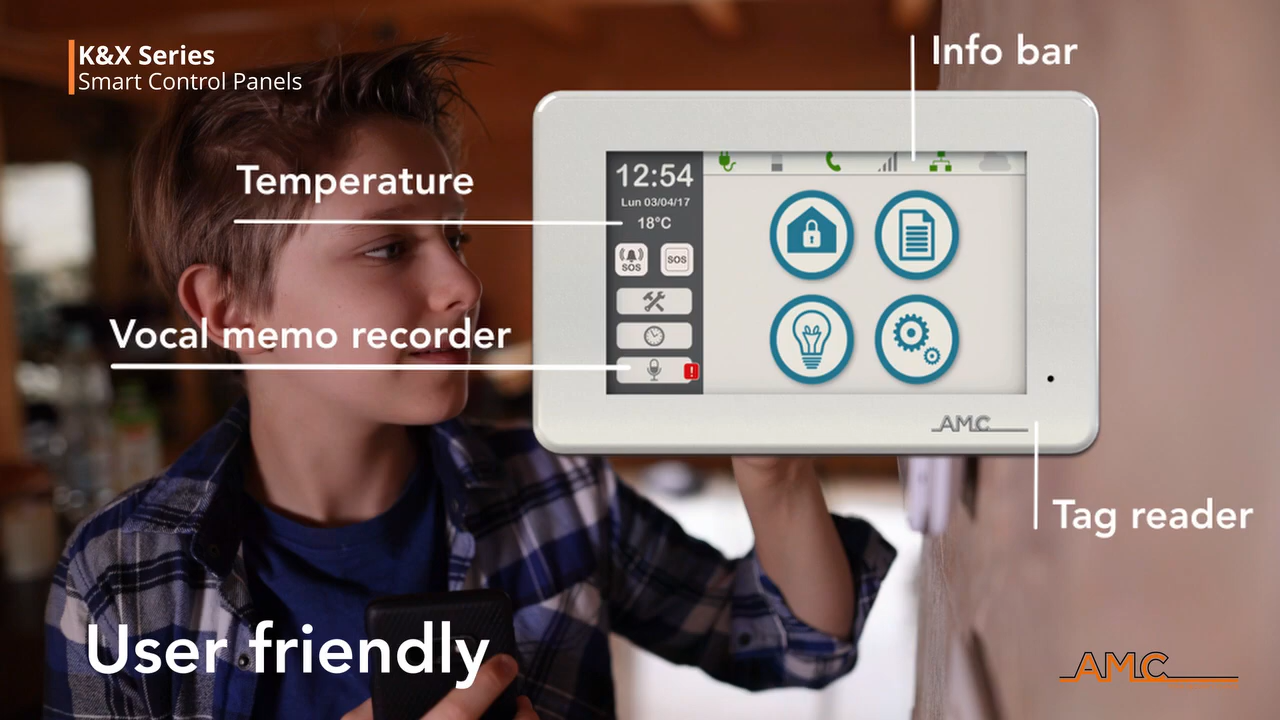 K&X Series
Smart Control Panels
Info bar
Temperature
12:54
Lun 03/04/17
18°C
SOS
SOS
Vocal memo recorder
!
AMC
Tag reader
User friendly
AMC